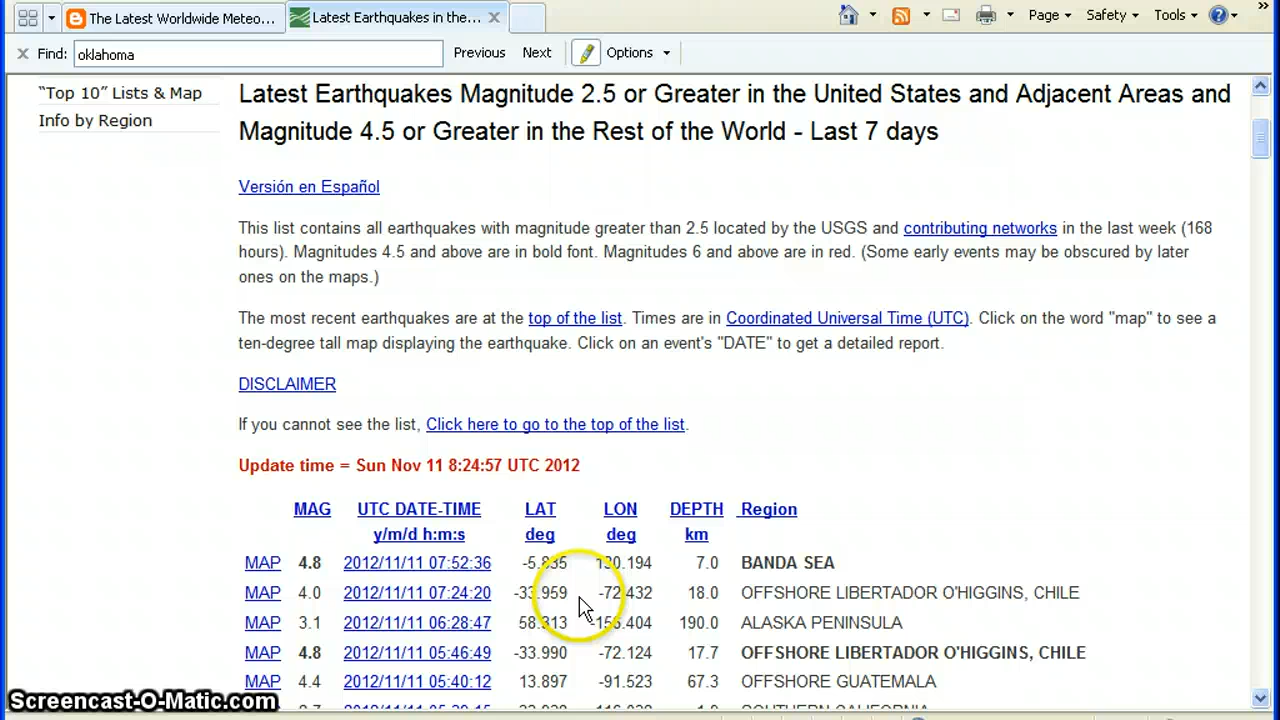 The Latest Worldwide Meteo...
Latest Earthquakes in the...
Page
Safety
Tools
Find:
oklahoma
Previous
Next
Options
“Top 10” Lists & Map
Info by Region
Latest Earthquakes Magnitude 2.5 or Greater in the United States and Adjacent Areas and
Magnitude 4.5 or Greater in the Rest of the World - Last 7 days
Versión en Español
This list contains all earthquakes with magnitude greater than 2.5 located by the USGS and contributing networks in the last week (168
hours). Magnitudes 4.5 and above are in bold font. Magnitudes 6 and above are in red. (Some early events may be obscured by later
ones on the maps.)
The most recent earthquakes are at the top of the list. Times are in Coordinated Universal Time (UTC). Click on the word "map" to see a
ten-degree tall map displaying the earthquake. Click on an event's "DATE" to get a detailed report.
DISCLAIMER
If you cannot see the list, Click here to go to the top of the list.
Update time = Sun Nov 11 8:24:57 UTC 2012
MAG UTC DATE-TIME LAT LON DEPTH Region
y/m/d h:m:s deg deg km
MAP 4.8 2012/11/11 07:52:36 130.194 7.0 BANDA SEA
MAP 4.0 2012/11/11 07:24:20 -33.959 -72.432 18.0 OFFSHORE LIBERTADOR O'HIGGINS, CHILE
MAP 3.1 2012/11/11 06:28:47 190.0 ALASKA PENINSULA
MAP 4.8 2012/11/11 05:46:49 -33.990 -72.124 17.7 OFFSHORE LIBERTADOR O'HIGGINS, CHILE
MAP 4.4 2012/11/11 05:40:12 13.897 -91.523 67.3 OFFSHORE GUATEMALA
SOUTHERN CALIFORNIA
Screencast-O-Matic.com